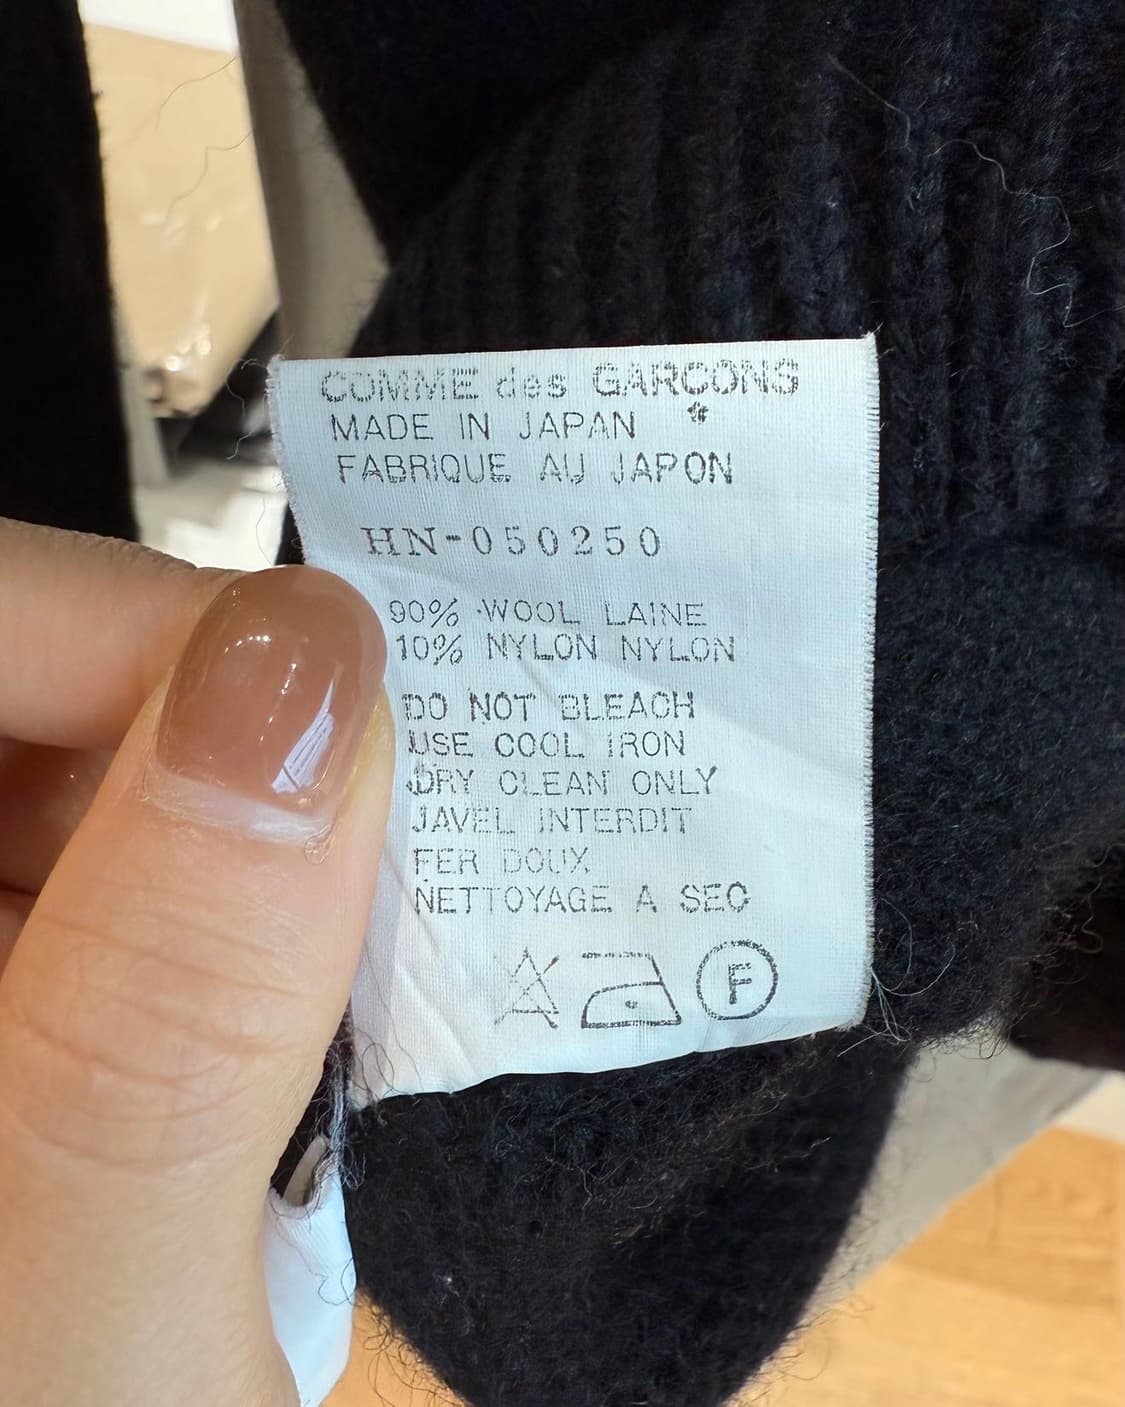 COMME des GARÇONS
MADE IN JAPAN
FABRIQUE AU JAPON
HN-050250
90% WOOL LAINE
10% NYLON NYLON
DO NOT BLEACH
USE COOL IRON
DRY CLEAN ONLY
JAVEL INTERDIT
FER DOUX
NETTOYAGE A SEC
F